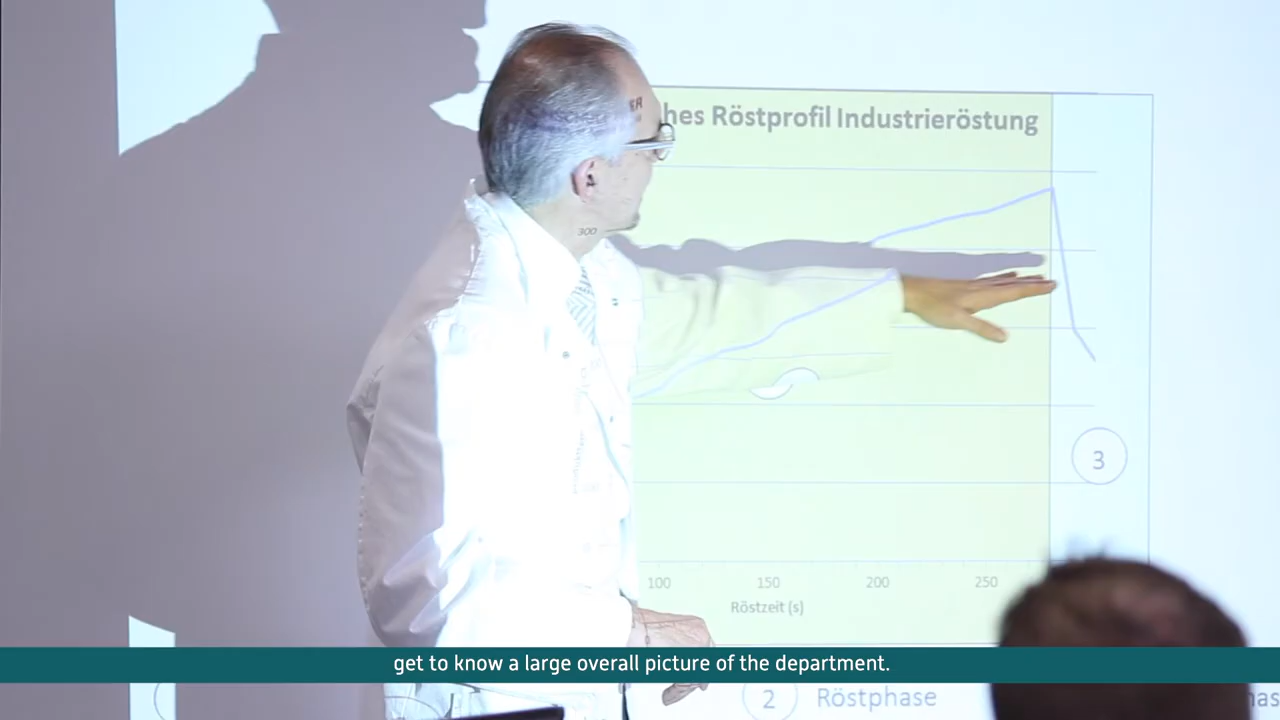 hes Röstprofil Industrieröstung
300
3
100 150 200 250
Röstzeit (s)
get to know a large overall picture of the department.
2 Röstphase